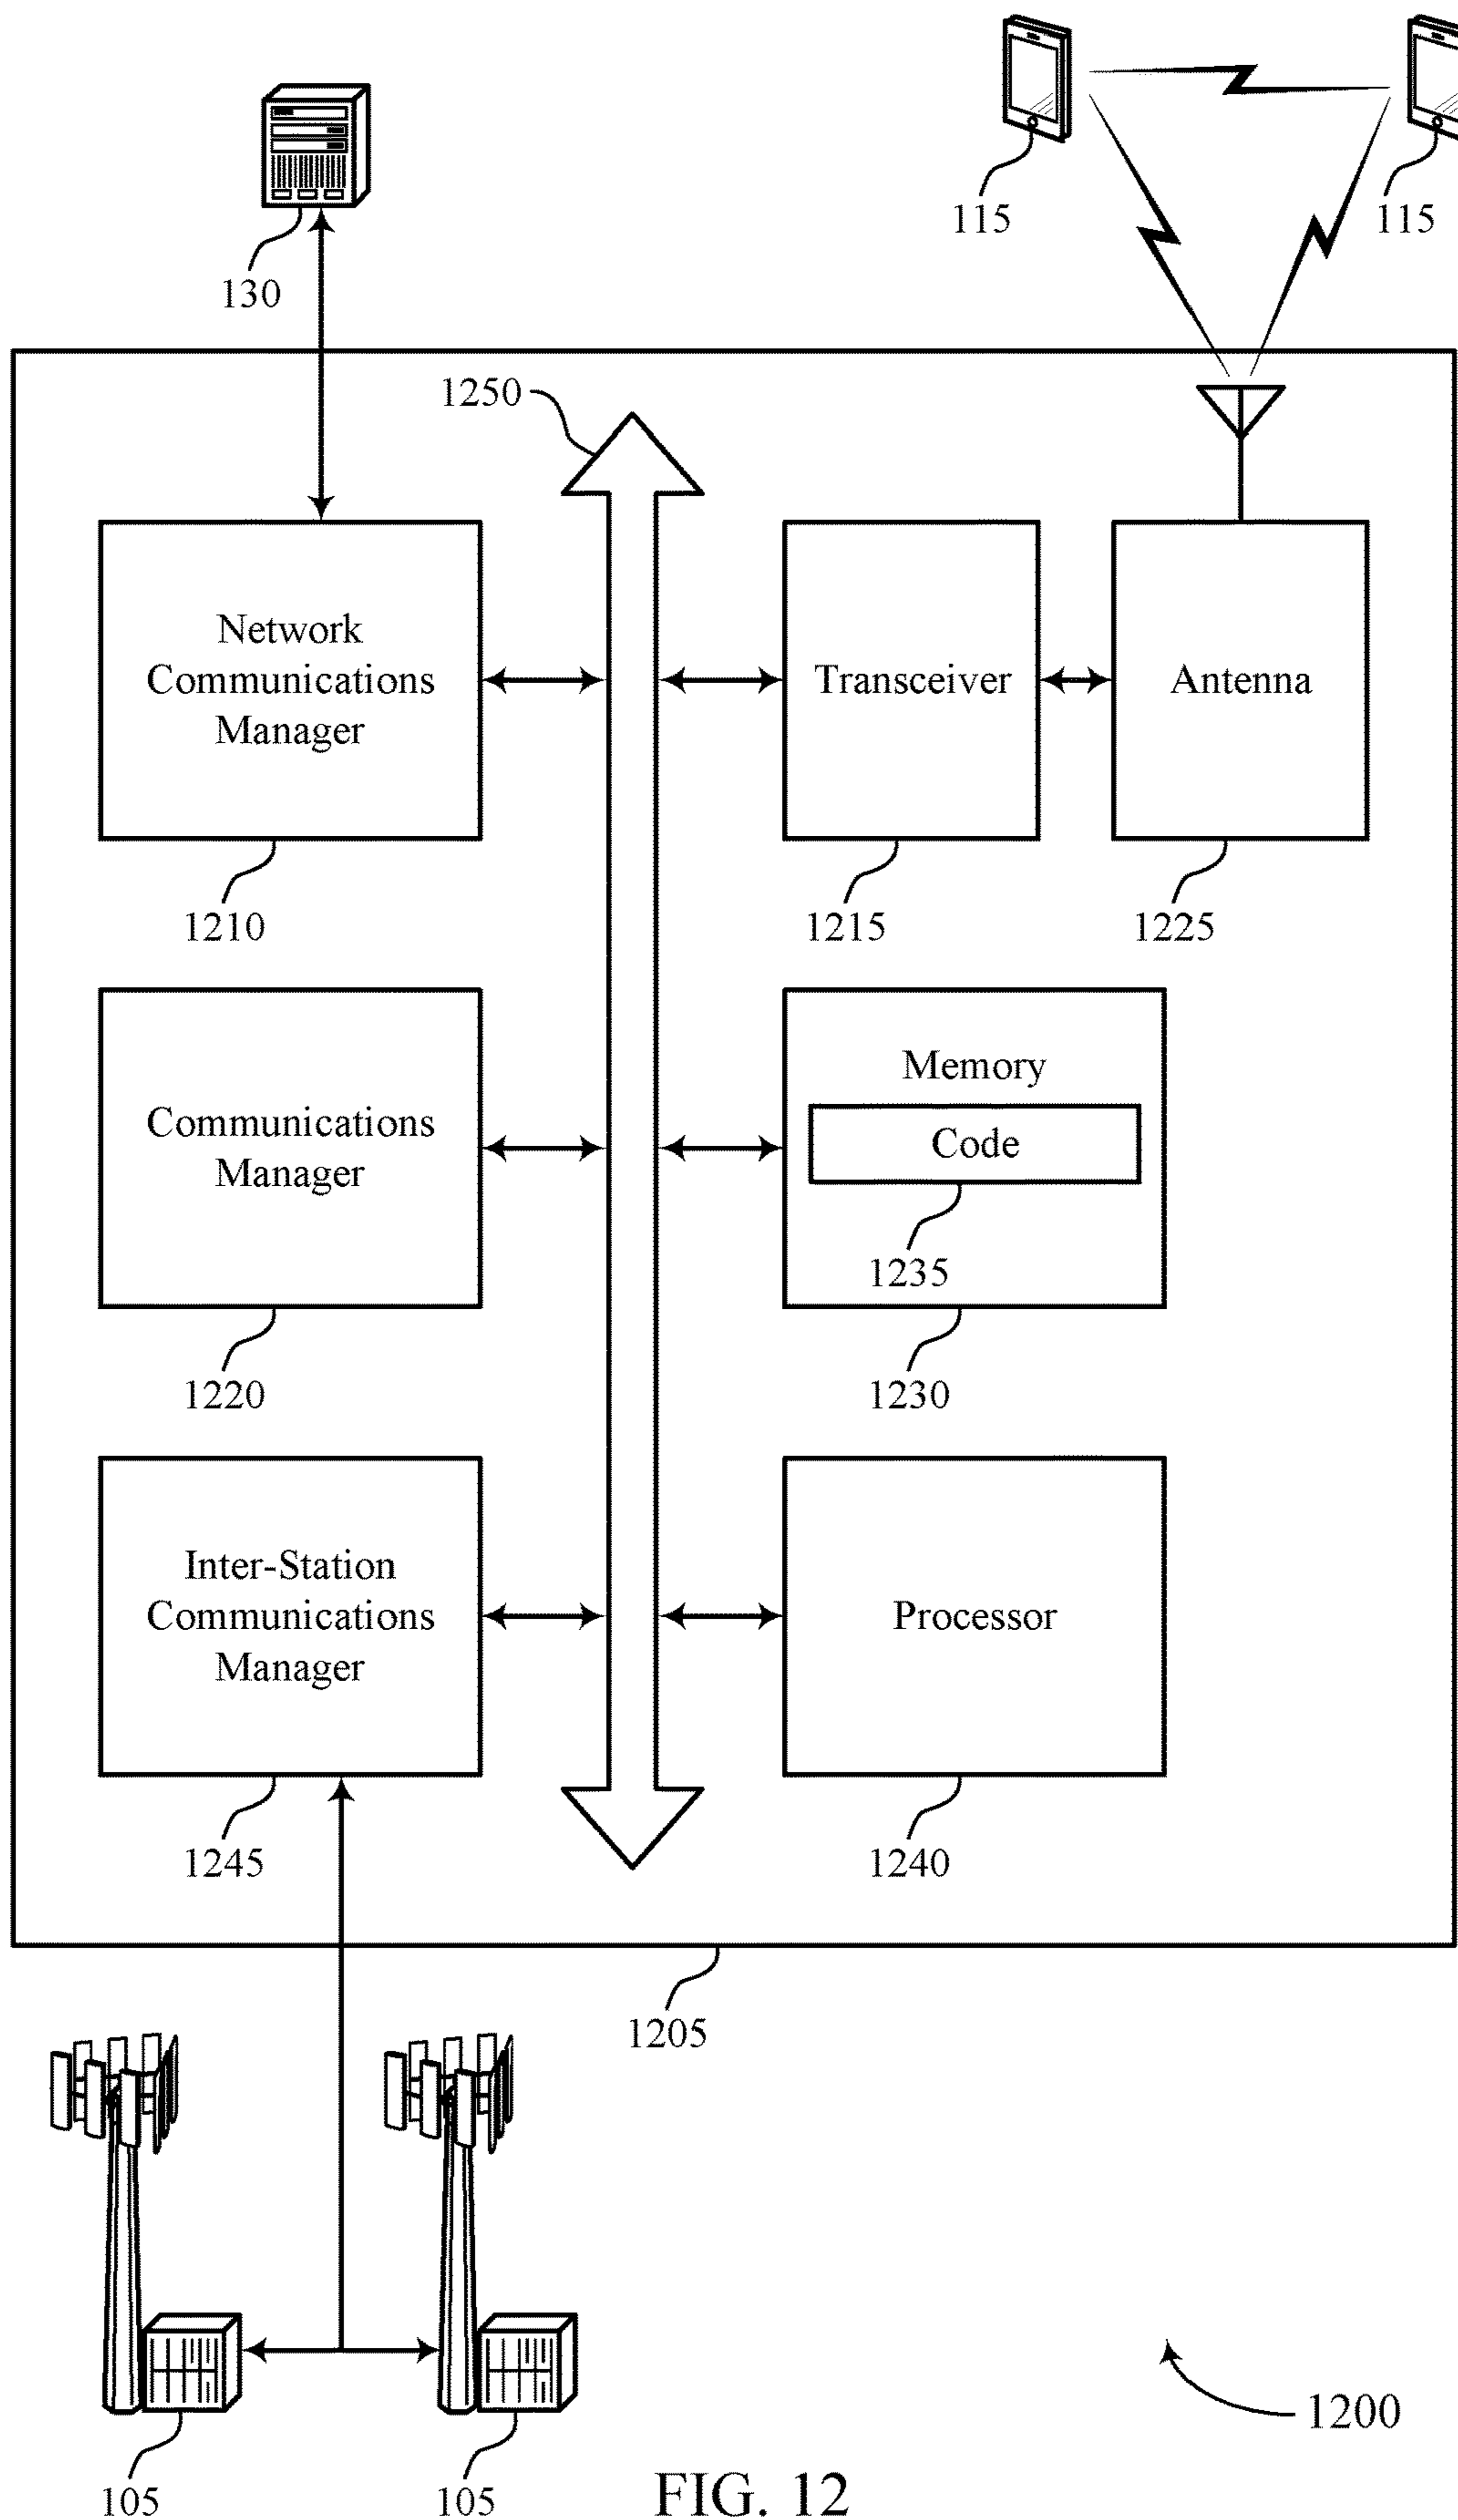 115
115
130
1250
Network
Communications
Manager
Transceiver
Antenna
1210
1215
1225
Communications
Manager
Memory
Code
1235
1220
1230
Inter-Station
Communications
Manager
Processor
1245
1240
1205
1200
105
105
FIG. 12